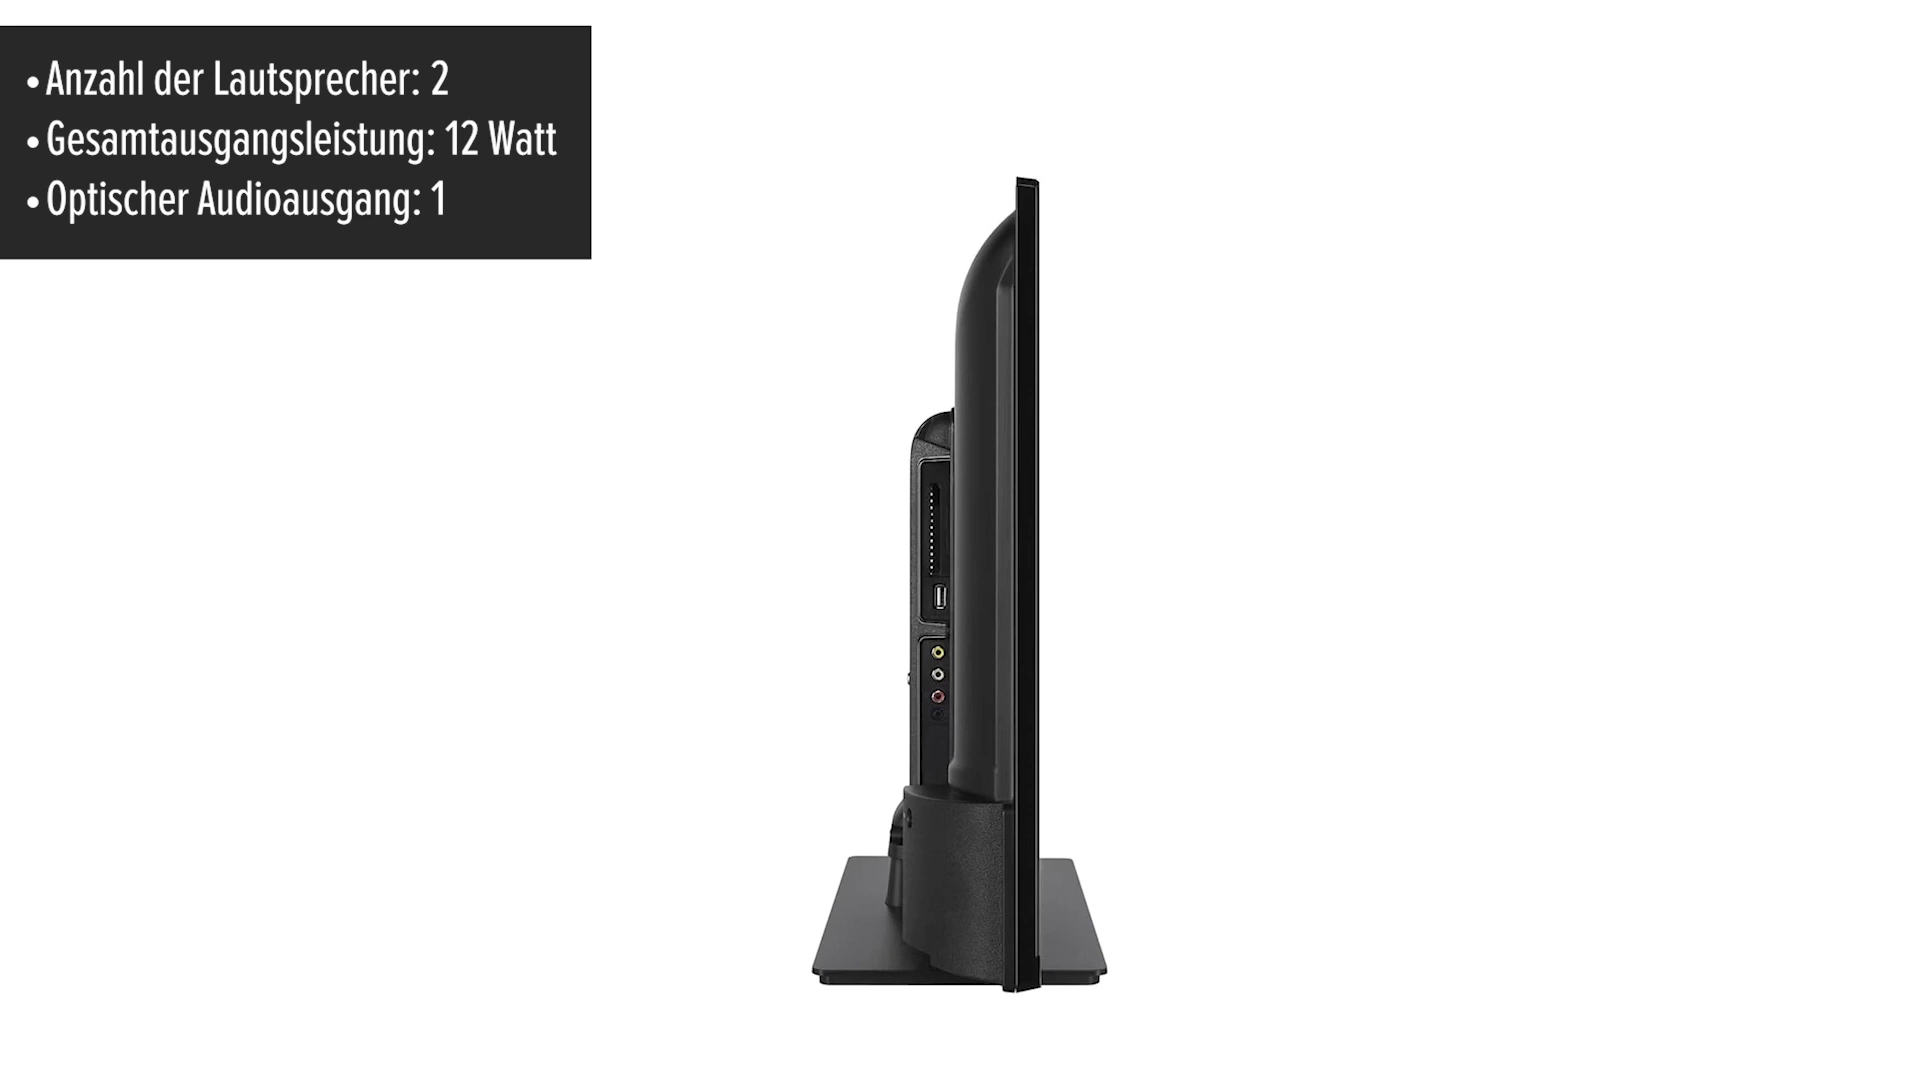 • Anzahl der Lautsprecher: 2
• Gesamtausgangsleistung: 12 Watt
• Optischer Audioausgang: 1